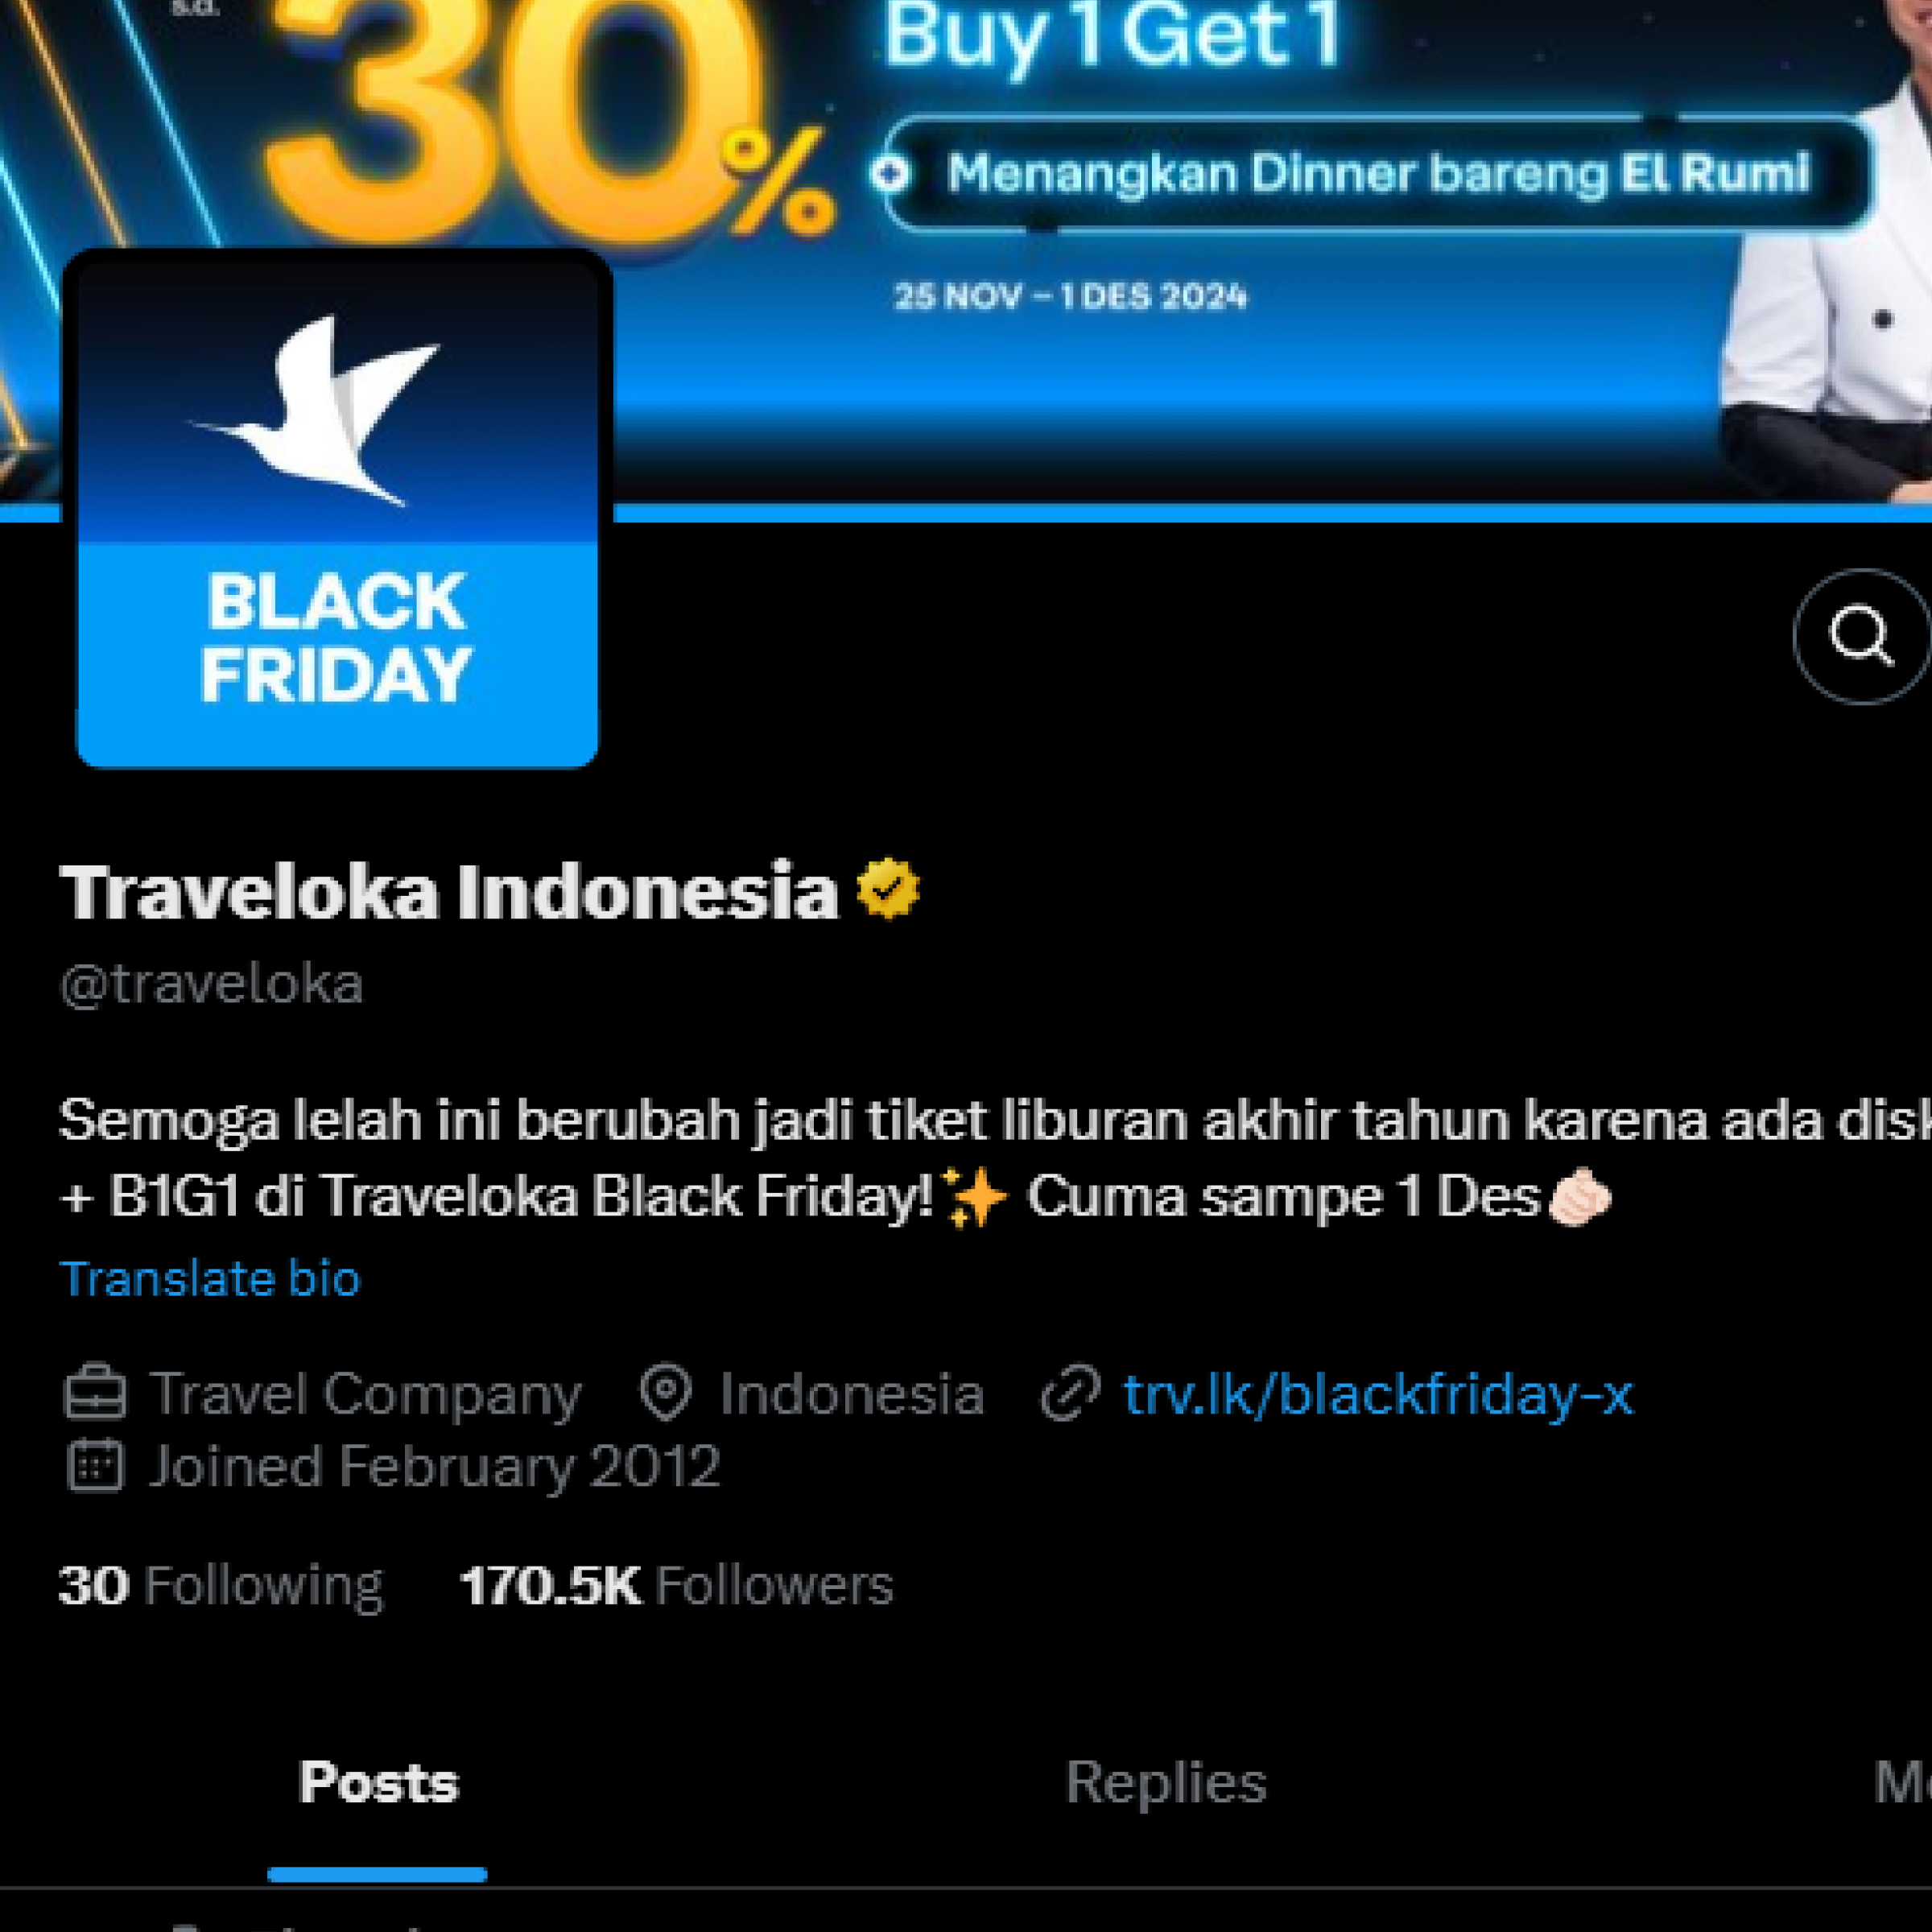 s.d.
30%
Buy 1 Get 1
Menangkan Dinner bareng El Rumi
25 NOV – 1 DES 2024
BLACK
FRIDAY
Traveloka Indonesia
@traveloka
Semoga lelah ini berubah jadi tiket liburan akhir tahun karena ada
+ B1G1 di Traveloka Black Friday!✨ Cuma sampe 1 Des🤏🏻
Translate bio
Travel Company Indonesia trv.lk/blackfriday-x
Joined February 2012
30 Following 170.5K Followers
Posts Replies